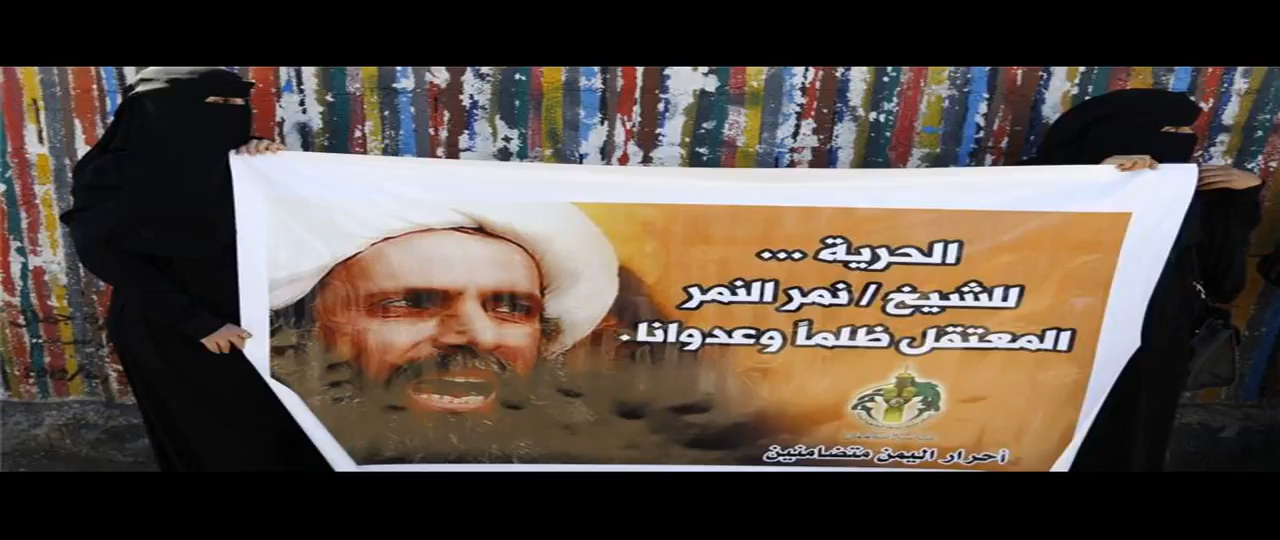 الحرية ...
للشيخ / نمر النمر
المعتقل ظلماً وعدوانا.
أحرار اليمن متضامنين